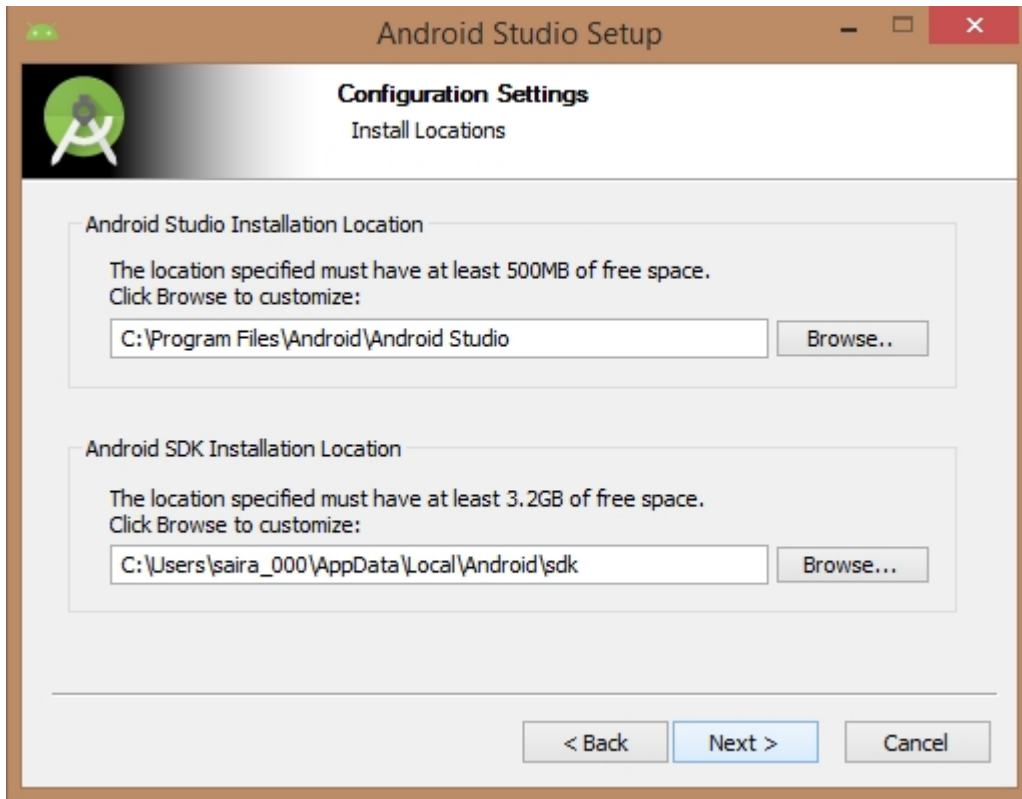 Android Studio Setup
Configuration Settings
Install Locations
Android Studio Installation Location
The location specified must have at least 500MB of free space.
Click Browse to customize:
C:\Program Files\Android\Android Studio
Browse..
Android SDK Installation Location
The location specified must have at least 3.2GB of free space.
Click Browse to customize:
C:\Users\saira_000\AppData\Local\Android\sdk
Browse...
< Back
Next >
Cancel